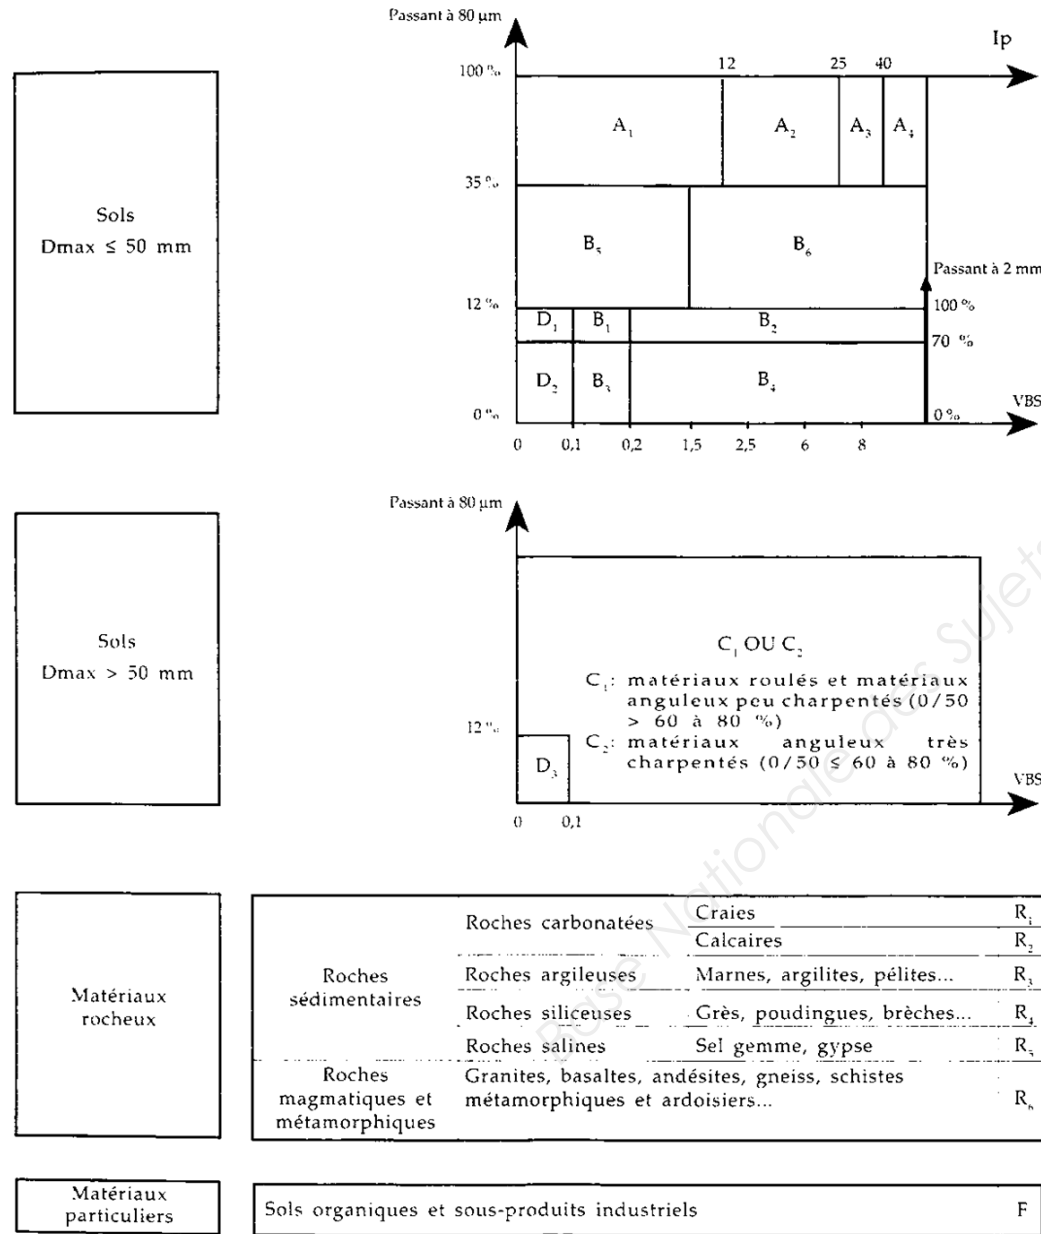 Passant à 80 µm
Ip
12 25 40
100 %
A₁ A₂ A₃ A₄
35 %
Sols
Dmax ≤ 50 mm
B₅ B₆
Passant à 2 mm
12 %
100 %
D₁ B₁ B₂
70 %
D₂ B₃ B₄
VBS
0 %
0 %
0 0,1 0,2 1,5 2,5 6 8
Passant à 80 µm
Sols
Dmax > 50 mm
C₁ OU C₂
C₁: matériaux roulés et matériaux
anguleux peu charpentés (0/50
> 60 à 80 %)
C₂: matériaux anguleux très
charpentés (0/50 ≤ 60 à 80 %)
12 %
D₃
VBS
0 0,1
Matériaux
rocheux
Roches
sédimentaires
Roches carbonatées
Craies R₁
Calcaires R₂
Roches argileuses Marnes, argilites, pélites... R₃
Roches siliceuses Grès, poudingues, brèches... R₄
Roches salines Sel gemme, gypse R₅
Roches
magmatiques et
métamorphiques
Granites, basaltes, andésites, gneiss, schistes
métamorphiques et ardoisiers... R₆
Matériaux
particuliers
Sols organiques et sous-produits industriels F
Base Nationale des Sujets